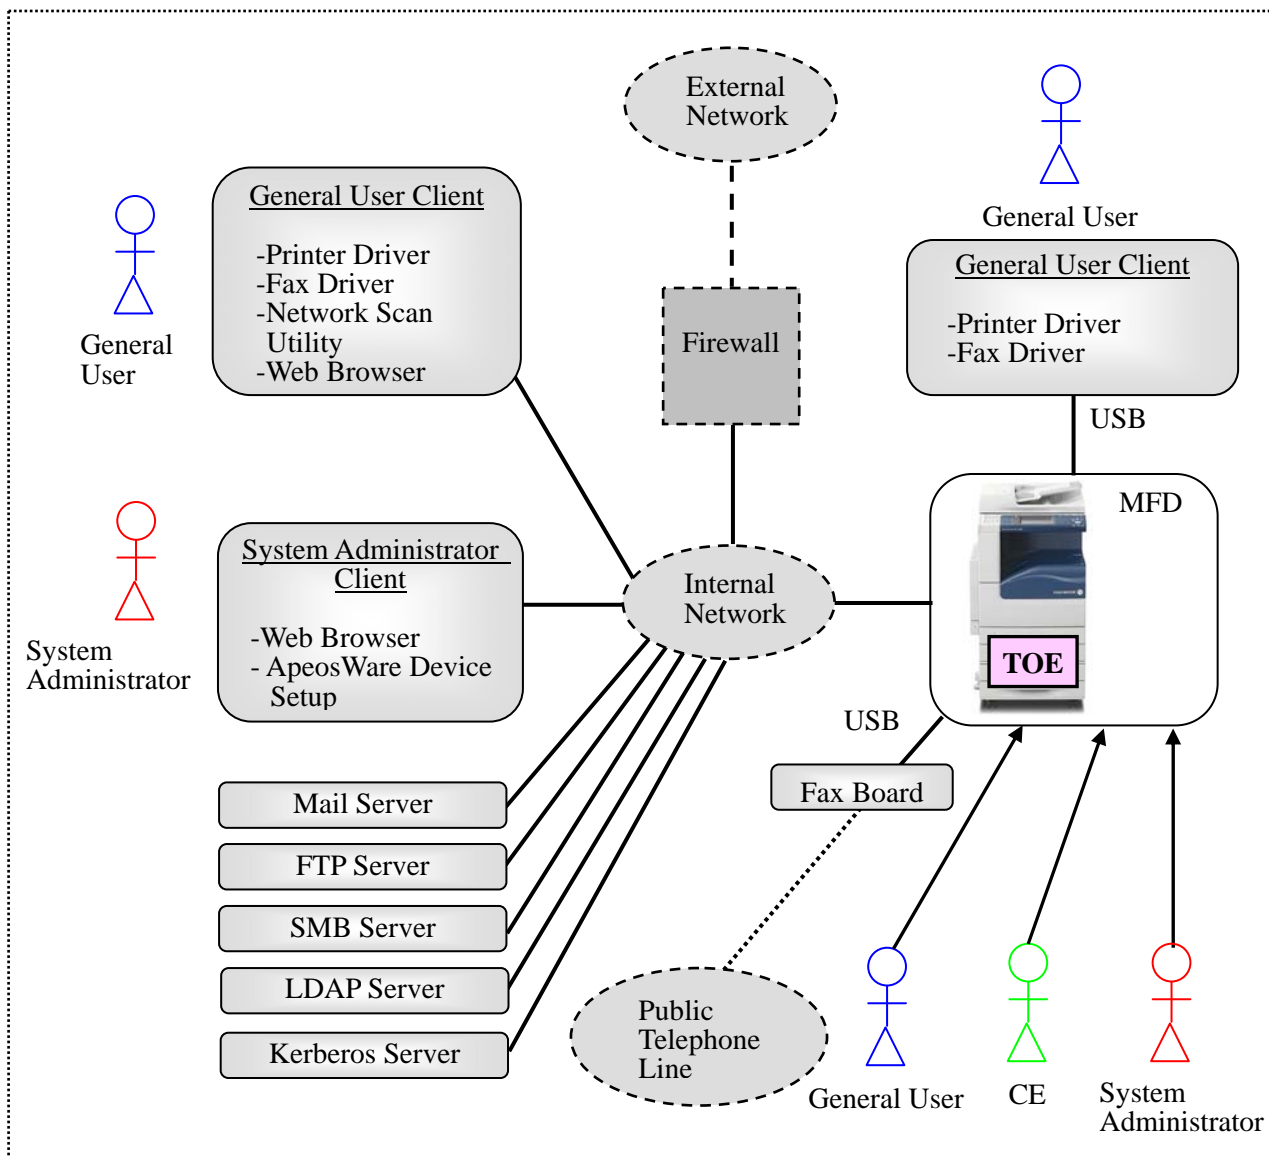 External
Network
General User
General User Client
-Printer Driver
-Fax Driver
-Network Scan
Utility
-Web Browser
General
User
Firewall
General User Client
-Printer Driver
-Fax Driver
USB
MFD
TOE
System Administrator
Client
-Web Browser
- ApeosWare Device
Setup
System
Administrator
Internal
Network
USB
Fax Board
Mail Server
FTP Server
SMB Server
LDAP Server
Kerberos Server
Public
Telephone
Line
General User
CE
System
Administrator